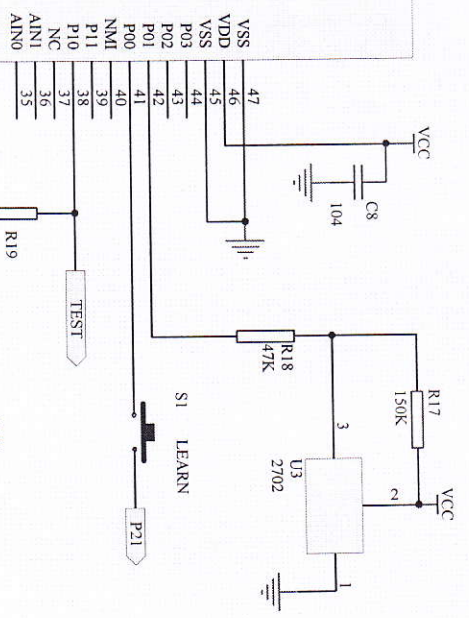 VSS 47
VDD 46
VSS 45
P03 44
P02 43
P01 42
P00 41
NMI 40
P11 39
P10 38
NC 37
AIN1 36
AIN0 35
VCC
C8
104
R19
TEST
R18
47K
R17
150K
VCC
3
2
1
U3
2702
S1 LEARN
P21